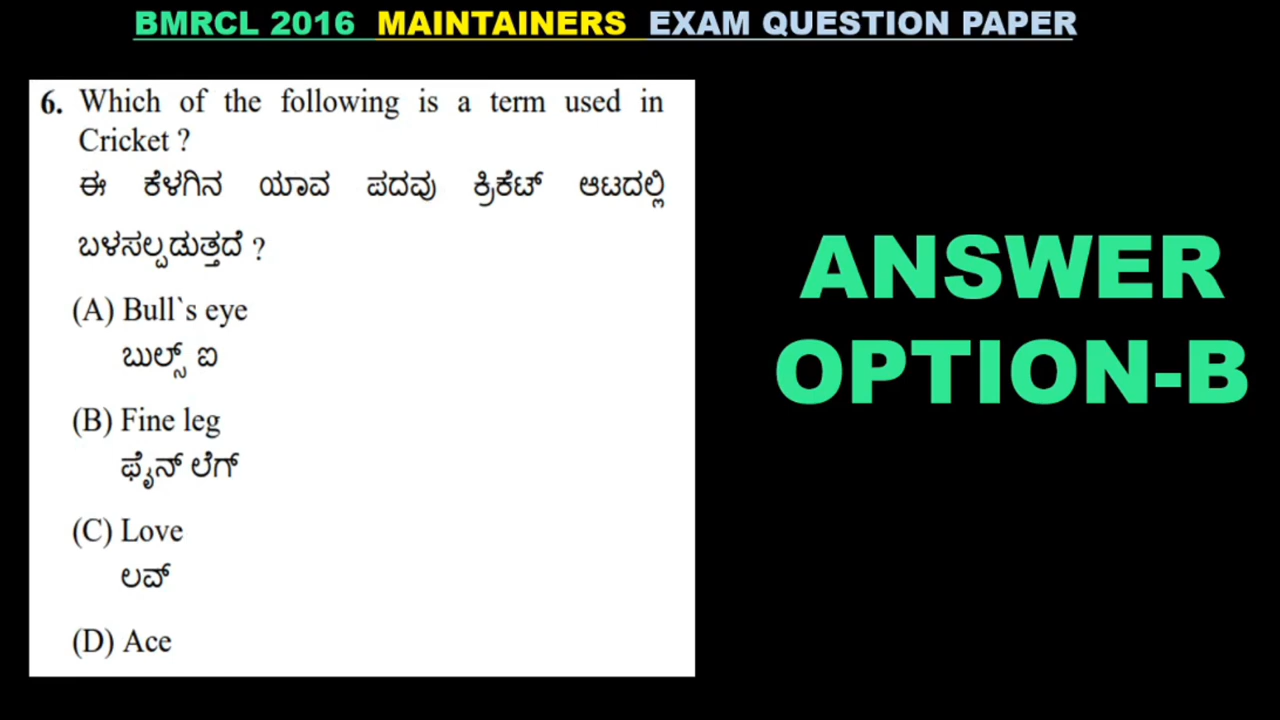 BMRCL 2016 MAINTAINERS EXAM QUESTION PAPER
6. Which of the following is a term used in
Cricket ?
ಈ ಕೆಳಗಿನ ಯಾವ ಪದವು ಕ್ರಿಕೆಟ್ ಆಟದಲ್ಲಿ
ಬಳಸಲ್ಪಡುತ್ತದೆ ?
(A) Bull`s eye
ಬುಲ್ಸ್ ಐ
(B) Fine leg
ಫೈನ್ ಲೆಗ್
(C) Love
ಲವ್
(D) Ace
ANSWER
OPTION-B